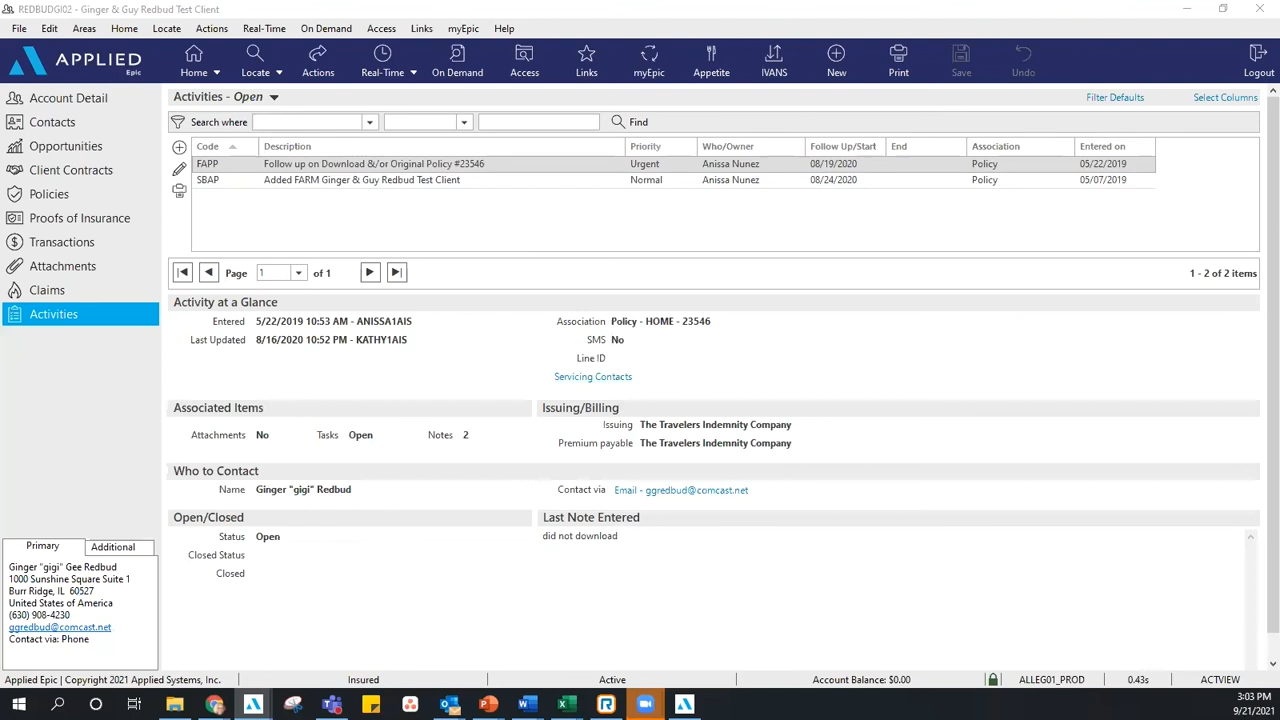 REDBUDGI02 - Ginger & Guy Redbud Test Client
File Edit Areas Home Locate Actions Real-Time On Demand Access Links myEpic Help
APPLIED
Epic
Home Locate Actions Real-Time On Demand Access Links myEpic Appetite IVANS New Print Save Undo Logout
Account Detail
Contacts
Opportunities
Client Contracts
Policies
Proofs of Insurance
Transactions
Attachments
Claims
Activities
Activities - Open
Filter Defaults Select Columns
Search where Find
Code Description Priority Who/Owner Follow Up/Start End Association Entered on
FAPP Follow up on Download &/or Original Policy #23546 Urgent Anissa Nunez 08/19/2020 Policy 05/22/2019
SBAP Added FARM Ginger & Guy Redbud Test Client Normal Anissa Nunez 08/24/2020 Policy 05/07/2019
Page 1 of 1 1 - 2 of 2 items
Activity at a Glance
Entered 5/22/2019 10:53 AM - ANISSA1AIS Association Policy - HOME - 23546
Last Updated 8/16/2020 10:52 PM - KATHY1AIS SMS No
Line ID
Servicing Contacts
Associated Items Issuing/Billing
Issuing The Travelers Indemnity Company
Attachments No Tasks Open Notes 2
Premium payable The Travelers Indemnity Company
Who to Contact
Name Ginger "gigi" Redbud Contact via Email - ggredbud@comcast.net
Open/Closed Last Note Entered
Status Open did not download
Closed Status
Closed
Primary Additional
Ginger "gigi" Gee Redbud
1000 Sunshine Square Suite 1
Burr Ridge, IL 60527
United States of America
(630) 908-4230
ggredbud@comcast.net
Contact via: Phone
Applied Epic | Copyright 2021 Applied Systems, Inc. Insured Active Account Balance: $0.00 ALLEG01_PROD 0.43s ACTVIEW
3:03 PM
9/21/2021